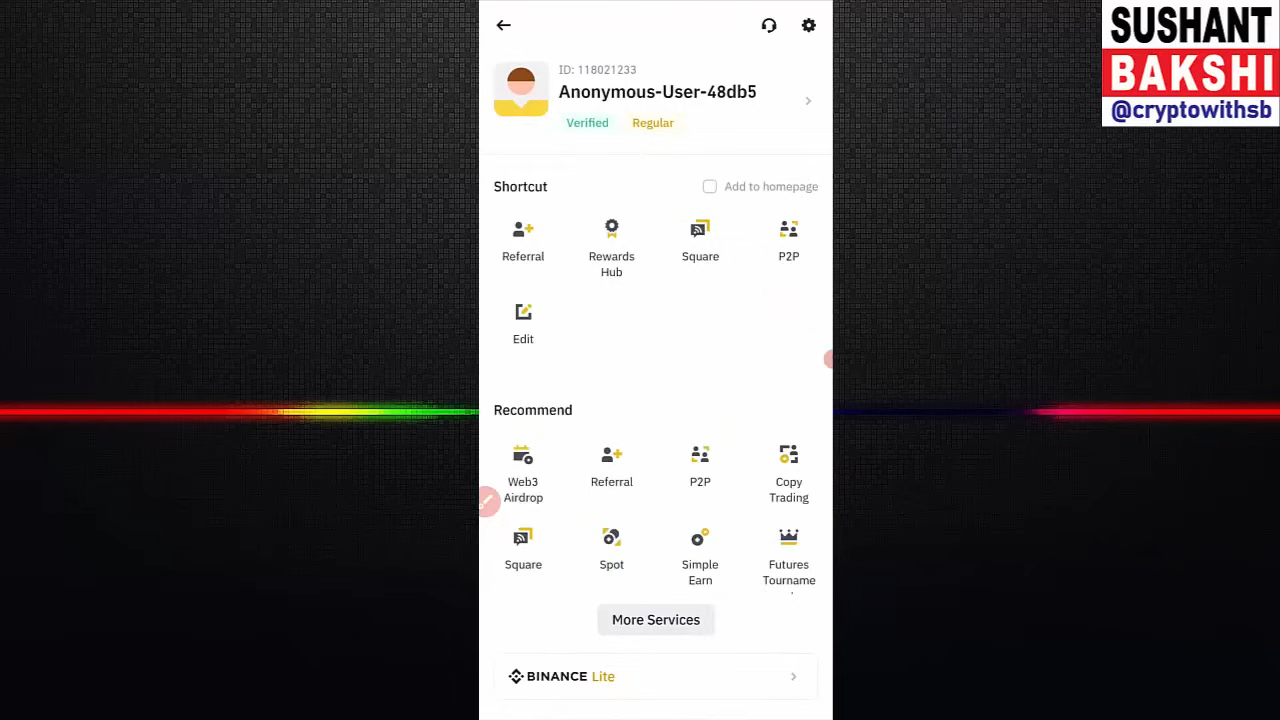 SUSHANT
BAKSHI
@cryptowithsb
ID: 118021233
Anonymous-User-48db5
Verified Regular
Shortcut Add to homepage
Referral Rewards Hub Square P2P
Edit
Recommend
Web3 Airdrop Referral P2P Copy Trading
Square Spot Simple Earn Futures Tourname
More Services
BINANCE Lite